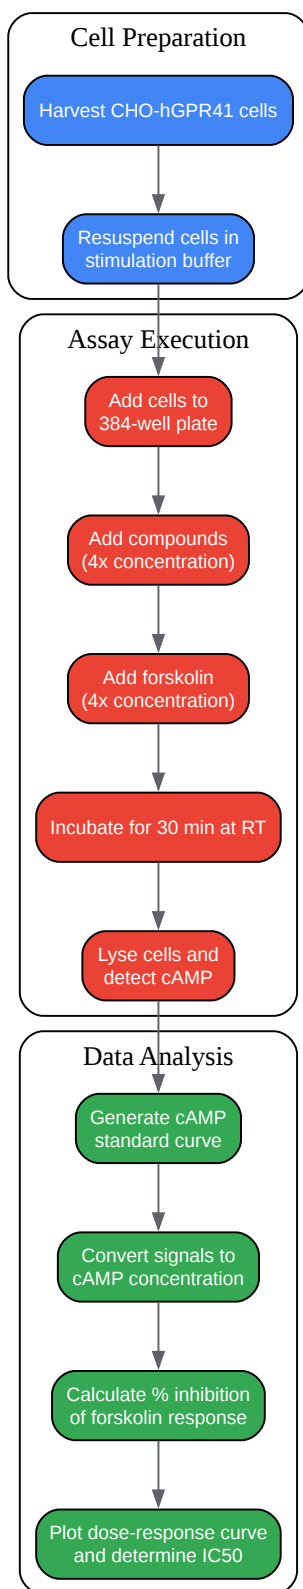 Cell Preparation
Harvest CHO-hGPR41 cells
Resuspend cells in
stimulation buffer
Assay Execution
Add cells to
384-well plate
Add compounds
(4x concentration)
Add forskolin
(4x concentration)
Incubate for 30 min at RT
Lyse cells and
detect cAMP
Data Analysis
Generate cAMP
standard curve
Convert signals to
cAMP concentration
Calculate % inhibition
of forskolin response
Plot dose-response curve
and determine IC50